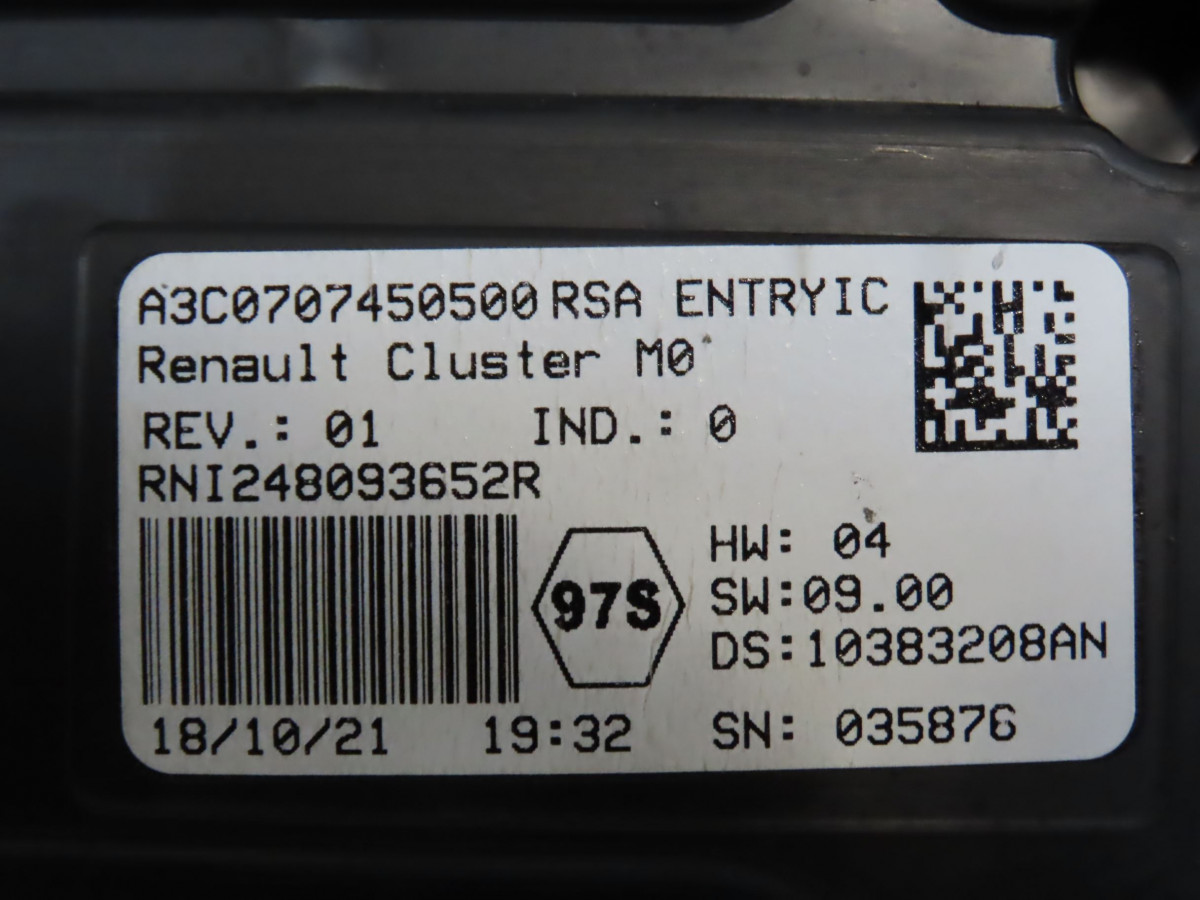 A3C0707450500 RSA ENTRYIC
Renault Cluster M0
REV.: 01 IND.: 0
RNI248093652R
97S
HW: 04
SW:09.00
DS:10383208AN
18/10/21 19:32 SN: 035876